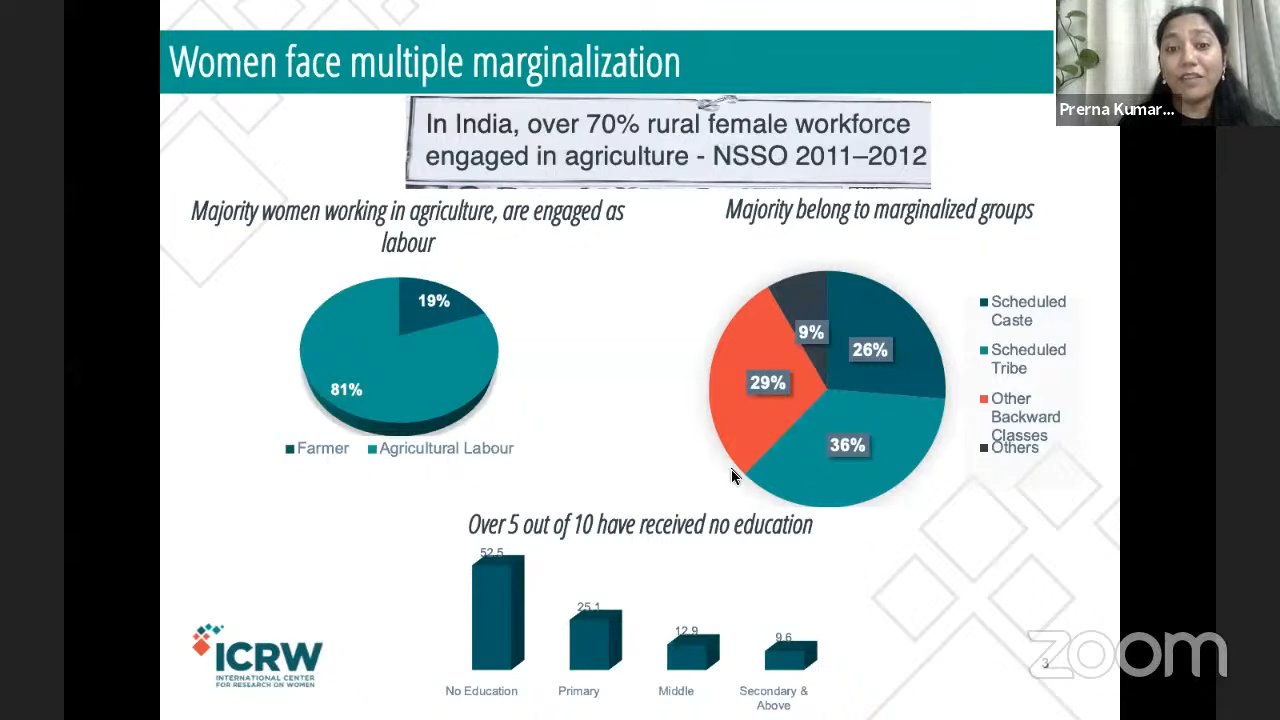 Women face multiple marginalization
Prerna Kumar...
In India, over 70% rural female workforce
engaged in agriculture - NSSO 2011–2012
Majority women working in agriculture, are engaged as
labour
19%
81%
Farmer Agricultural Labour
Majority belong to marginalized groups
9%
26%
29%
36%
Scheduled
Caste
Scheduled
Tribe
Other
Backward
Classes
Others
Over 5 out of 10 have received no education
52.5
25.1
12.9
9.6
No Education Primary Middle Secondary &
Above
ICRW
INTERNATIONAL CENTER
FOR RESEARCH ON WOMEN
3
zoom